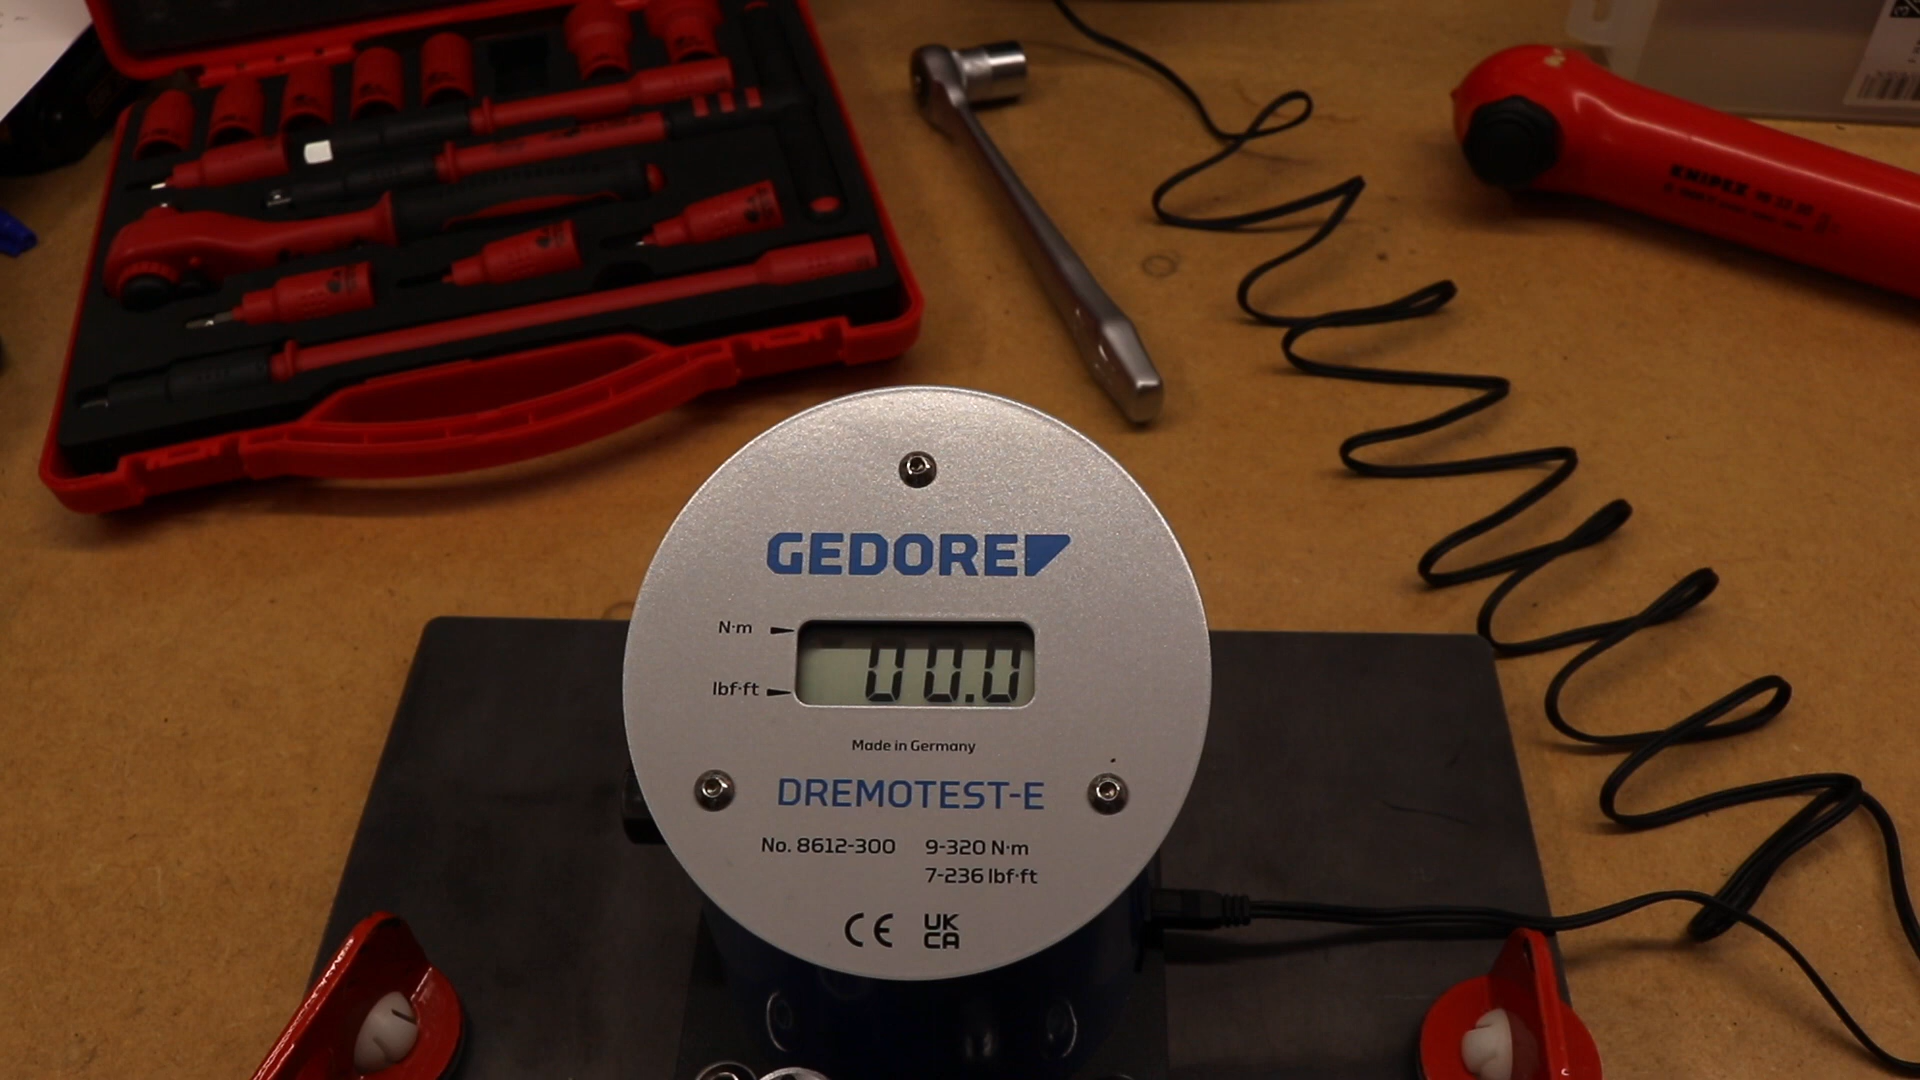 KNIPEX
GEDORE
N·m
00.0
lbf·ft
Made in Germany
DREMOTEST-E
No. 8612-300 9-320 N·m
7-236 lbf·ft
CE UK
CA